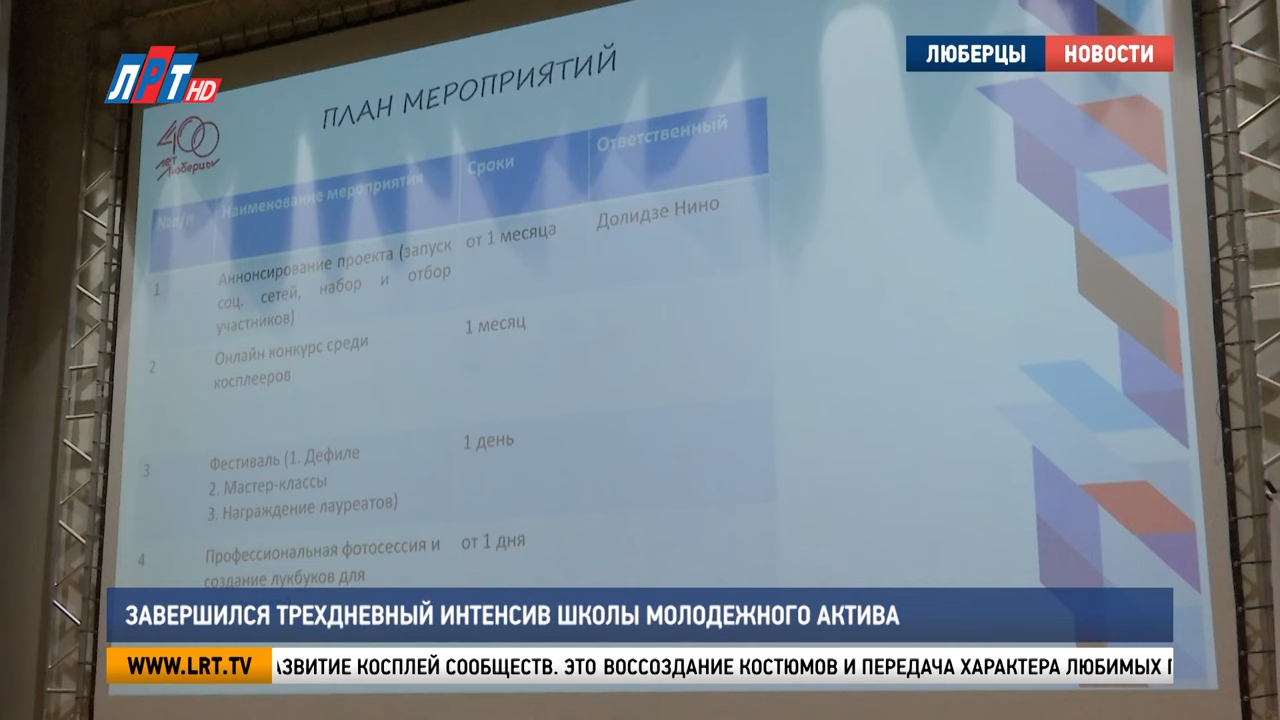 ЛРТ HD
ЛЮБЕРЦЫ НОВОСТИ
400
лет
Люберцы
ПЛАН МЕРОПРИЯТИЙ
№п/п Наименование мероприятия Сроки Ответственный
1 Аннонсирование проекта (запуск от 1 месяца Долидзе Нино
соц. сетей, набор и отбор
участников)
2 Онлайн конкурс среди 1 месяц
косплееров
3 Фестиваль (1. Дефиле 1 день
2. Мастер-классы
3. Награждение лауреатов)
4 Профессиональная фотосессия и от 1 дня
создание лукбуков для
ЗАВЕРШИЛСЯ ТРЕХДНЕВНЫЙ ИНТЕНСИВ ШКОЛЫ МОЛОДЕЖНОГО АКТИВА
WWW.LRT.TV АЗВИТИЕ КОСПЛЕЙ СООБЩЕСТВ. ЭТО ВОССОЗДАНИЕ КОСТЮМОВ И ПЕРЕДАЧА ХАРАКТЕРА ЛЮБИМЫХ